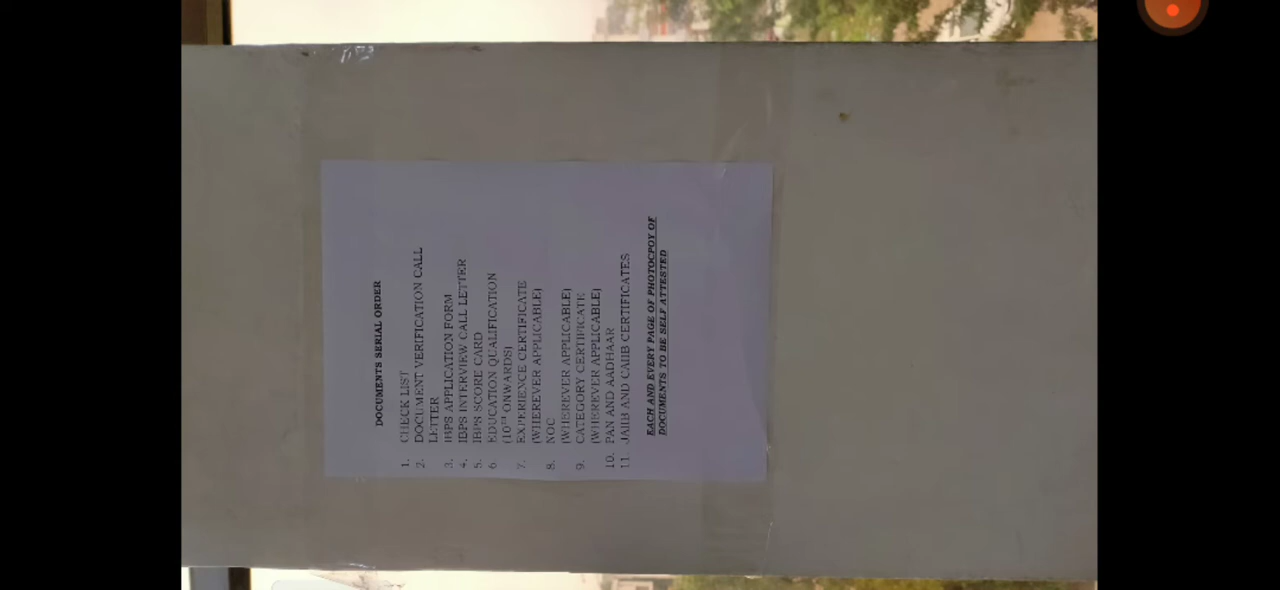 DOCUMENTS SERIAL ORDER
1. CHECK LIST
2. DOCUMENT VERIFICATION CALL
LETTER
3. IBPS APPLICATION FORM
4. IBPS INTERVIEW CALL LETTER
5. IBPS SCORE CARD
6. EDUCATION QUALIFICATION
(10TH ONWARDS)
7. EXPERIENCE CERTIFICATE
(WHEREVER APPLICABLE)
8. NOC
(WHEREVER APPLICABLE)
9. CATEGORY CERTIFICATE
(WHEREVER APPLICABLE)
10. PAN AND AADHAAR
11. JAIIB AND CAIIB CERTIFICATES
EACH AND EVERY PAGE OF PHOTOCPOY OF
DOCUMENTS TO BE SELF ATTESTED